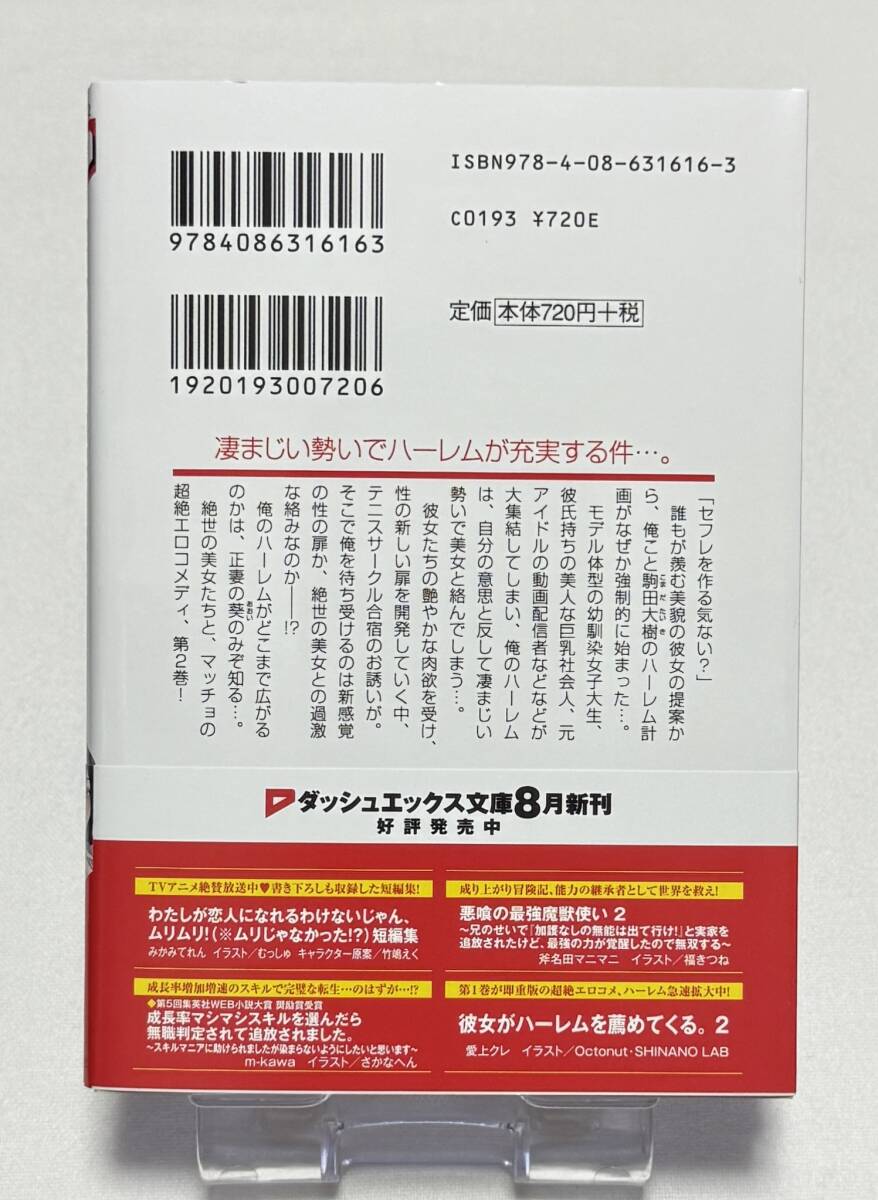 ISBN978-4-08-631616-3
9784086316163
C0193 ¥720E
定価 本体720円+税
1920193007206
凄まじい勢いでハーレムが充実する件…。
「セフレを作る気ない?」
誰もが羨む美貌の彼女の提案か
ら、俺こと駒田大樹のハーレム計
こまだたいき
画がなぜか強制的に始まった…。
モデル体型の幼馴染女子大生、
彼氏持ちの美人な巨乳社会人、元
アイドルの動画配信者などなどが
大集結してしまい、俺のハーレム
は、自分の意思と反して凄まじい
勢いで美女と絡んでしまう…。
彼女たちの艶やかな肉欲を受け、
性の新しい扉を開発していく中、
テニスサークル合宿のお誘いが。
そこで俺を待ち受けるのは新感覚
の性の扉か、絶世の美女との過激
な絡みなのか――!?
俺のハーレムがどこまで広がる
のかは、正妻の葵のみぞ知る…。
あおい
絶世の美女たちと、マッチョの
超絶エロコメディ、第2巻!
ダッシュエックス文庫8月新刊
好評発売中
TVアニメ絶賛放送中♥書き下ろしも収録した短編集!
わたしが恋人になれるわけないじゃん、
ムリムリ!(※ムリじゃなかった!?)短編集
みかみてれん イラスト/むっしゅ キャラクター原案/竹嶋えく
成り上がり冒険記、能力の継承者として世界を救え!
悪喰の最強魔獣使い 2
~兄のせいで『加護なしの無能は出て行け!』と実家を
追放されたけど、最強の力が覚醒したので無双する~
斧名田マニマニ イラスト/福きつね
成長率増加増速のスキルで完璧な転生…のはずが…!?
◆第5回集英社WEB小説大賞 奨励賞受賞
成長率マシマシスキルを選んだら
無職判定されて追放されました。
~スキルマニアに助けられましたが染まらないようにしたいと思います~
m-kawa イラスト/さかなへん
第1巻が即重版の超絶エロコメ、ハーレム急速拡大中!
彼女がハーレムを薦めてくる。2
愛上クレ イラスト/Octonut・SHINANO LAB